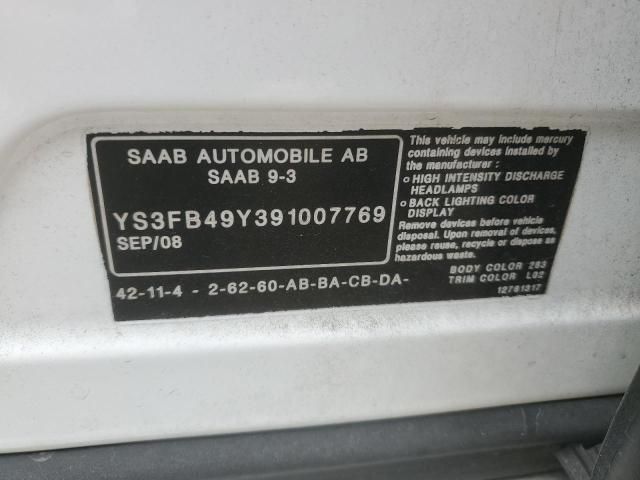 SAAB AUTOMOBILE AB
SAAB 9-3
YS3FB49Y391007769
SEP/08
42-11-4 - 2-62-60-AB-BA-CB-DA-
This vehicle may include mercury
containing devices installed by
the manufacturer :
o HIGH INTENSITY DISCHARGE
HEADLAMPS
o BACK LIGHTING COLOR
DISPLAY
Remove devices before vehicle
disposal. Upon removal of devices,
please reuse, recycle or dispose as
hazardous waste.
BODY COLOR 283
TRIM COLOR L02
12781317